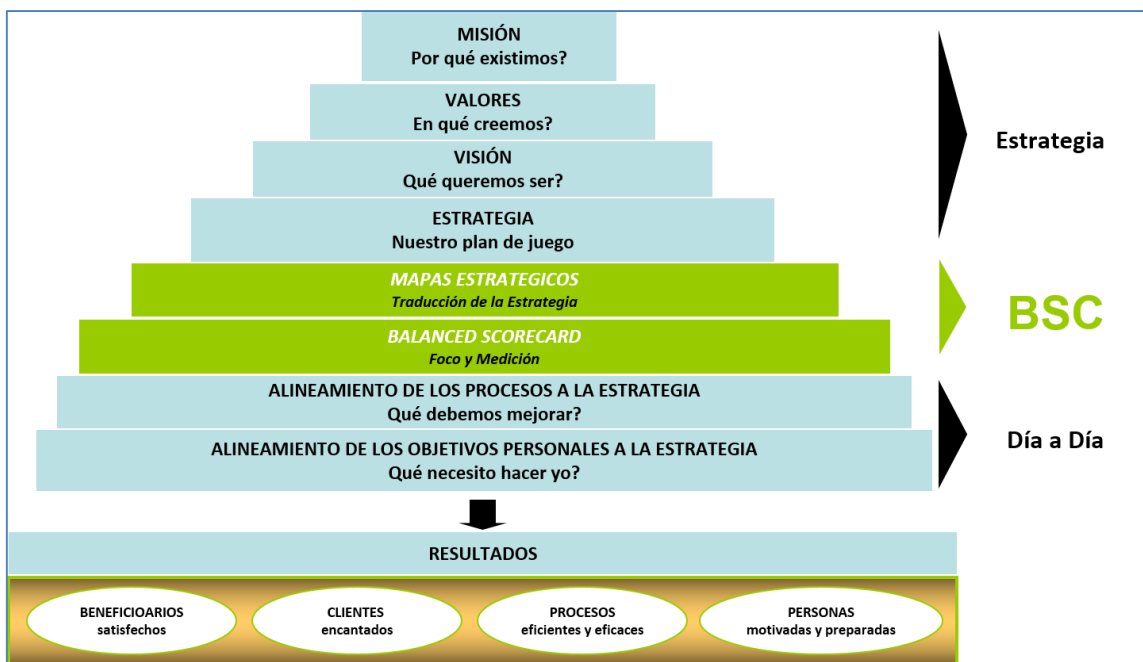 MISIÓN
Por qué existimos?
VALORES
En qué creemos?
VISIÓN
Qué queremos ser?
ESTRATEGIA
Nuestro plan de juego
Estrategia
MAPAS ESTRATEGICOS
Traducción de la Estrategia
BALANCED SCORECARD
Foco y Medición
BSC
ALINEAMIENTO DE LOS PROCESOS A LA ESTRATEGIA
Qué debemos mejorar?
ALINEAMIENTO DE LOS OBJETIVOS PERSONALES A LA ESTRATEGIA
Qué necesito hacer yo?
Día a Día
RESULTADOS
BENEFICIOARIOS
satisfechos
CLIENTES
encantados
PROCESOS
eficientes y eficaces
PERSONAS
motivadas y preparadas